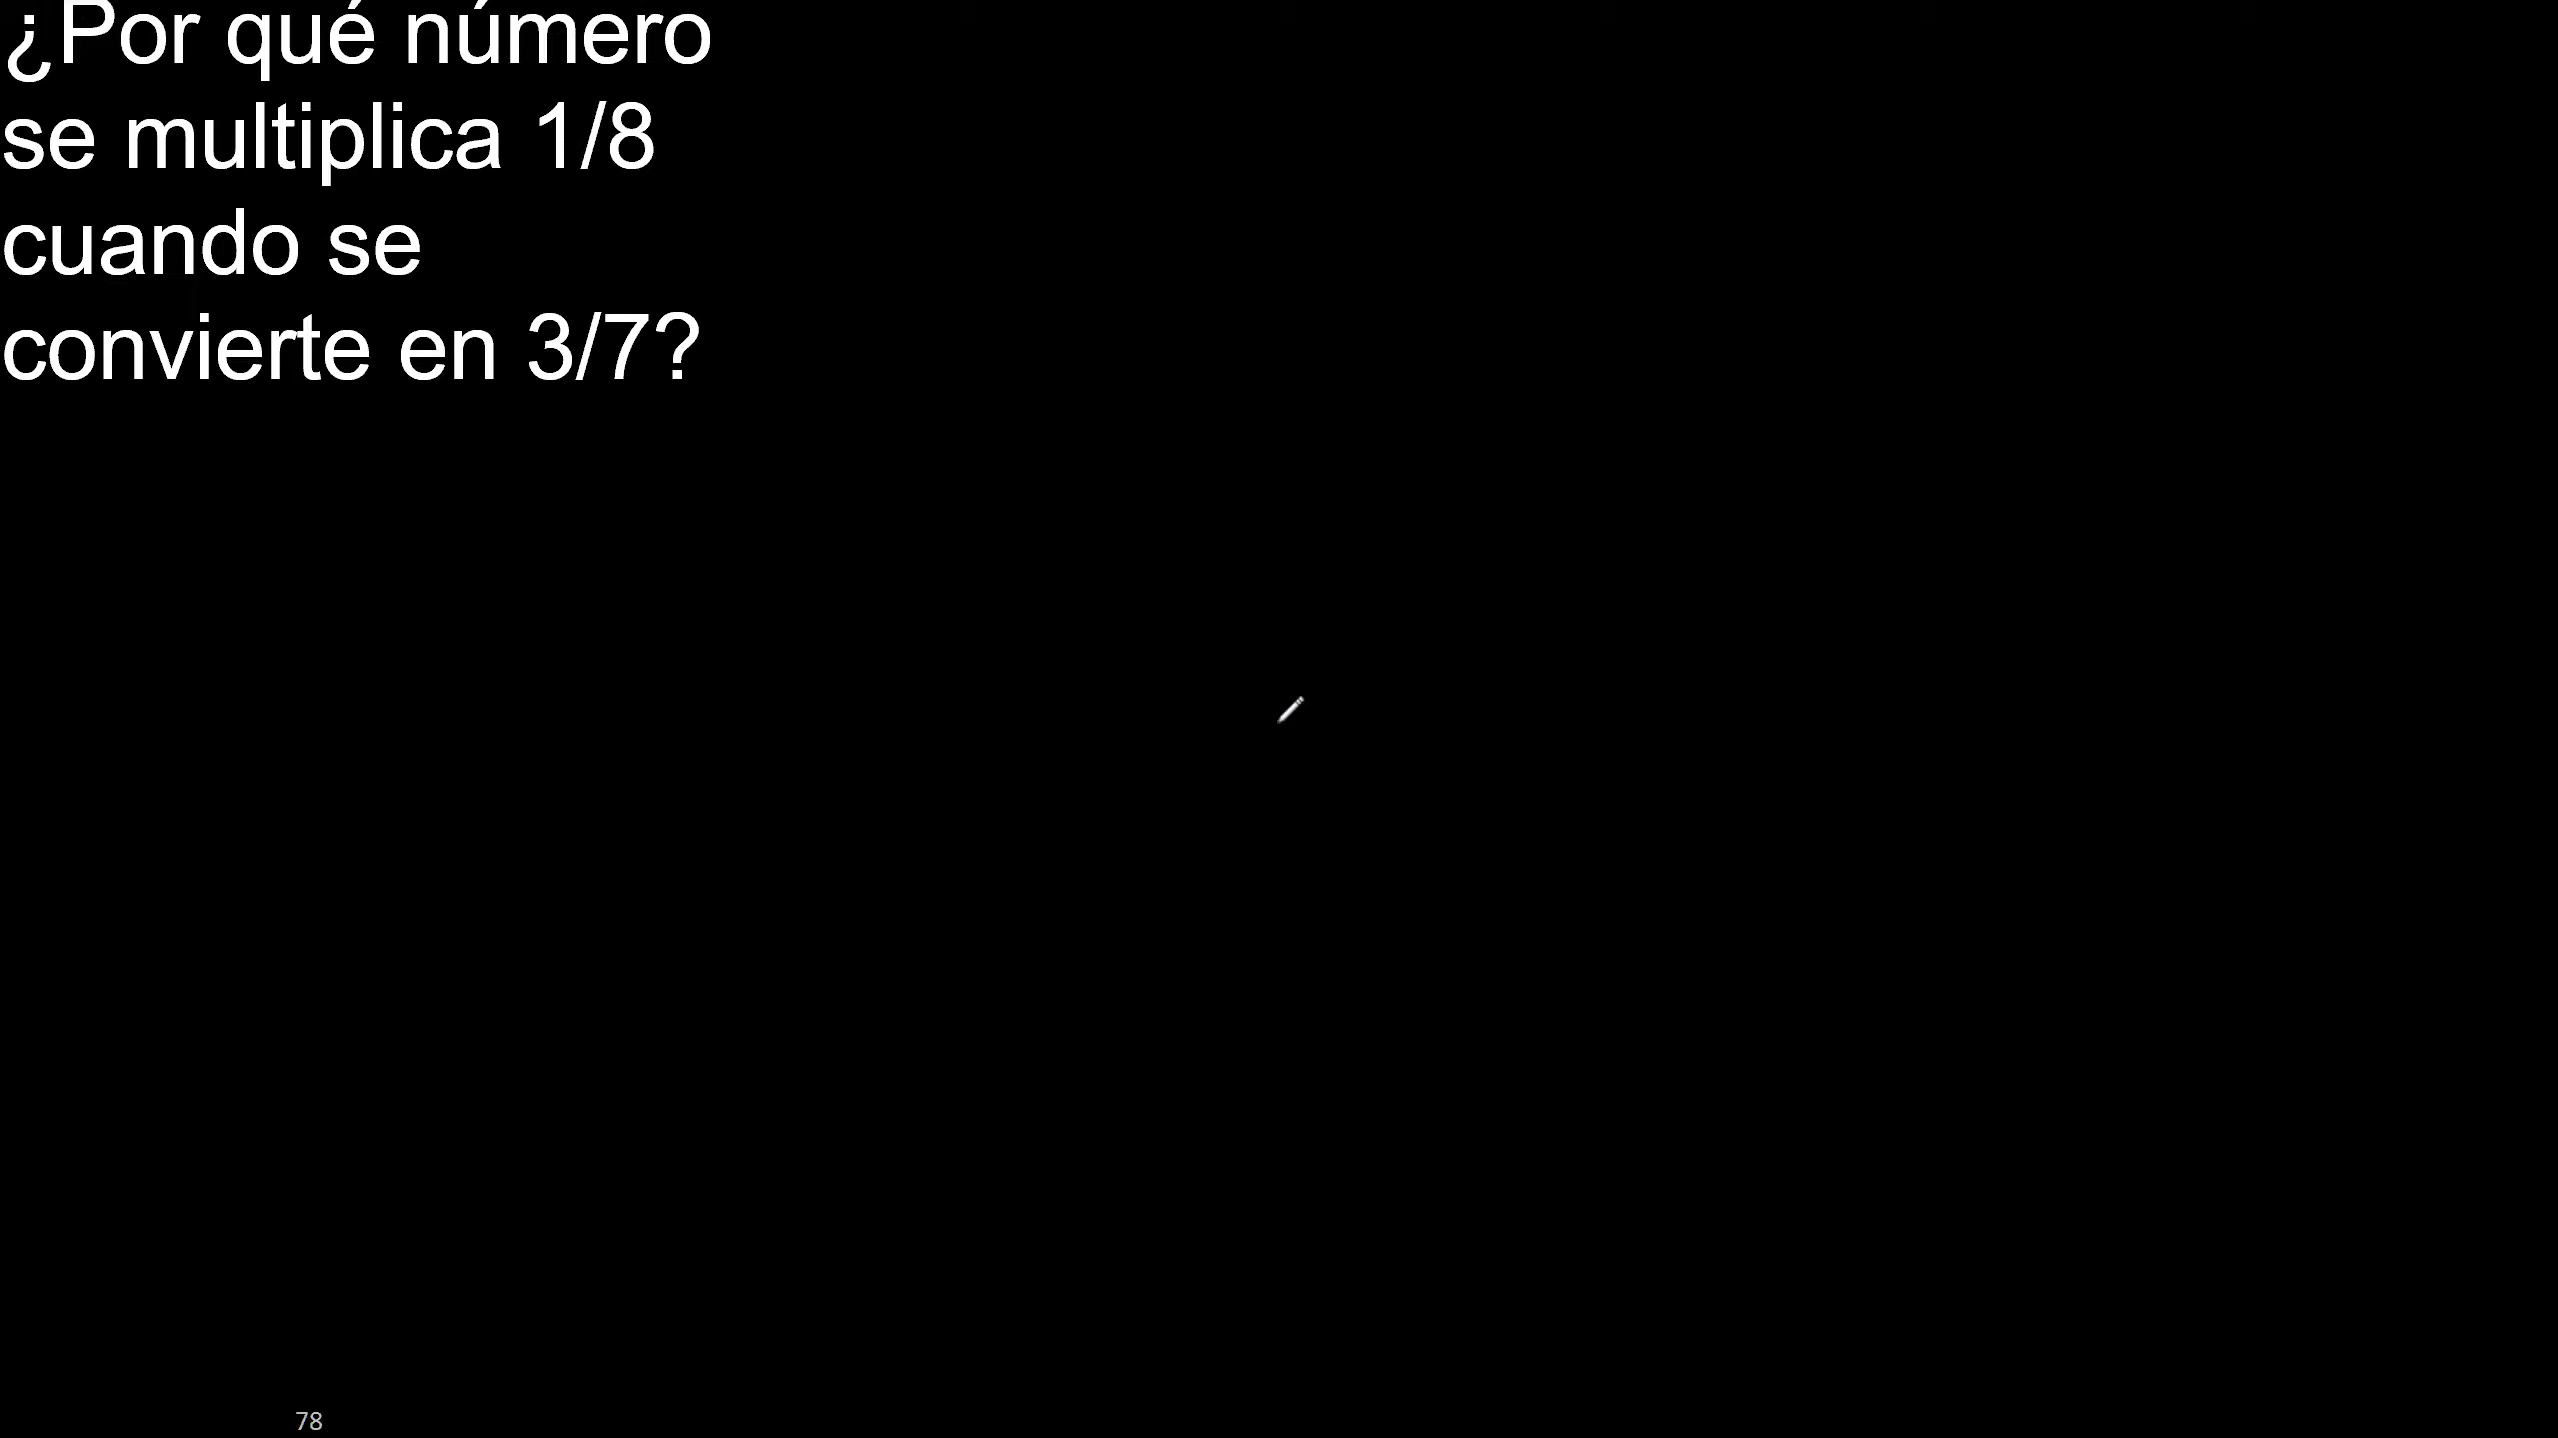 ¿Por qué número
se multiplica 1/8
cuando se
convierte en 3/7?
78